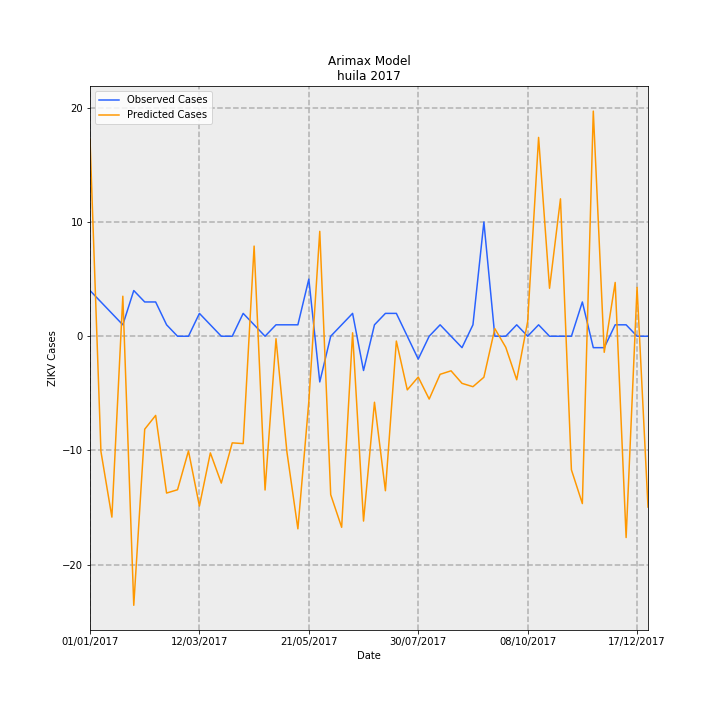 Arimax Model
huila 2017
Observed Cases
Predicted Cases
20
10
0
−10
−20
ZIKV Cases
01/01/2017
12/03/2017
21/05/2017
30/07/2017
08/10/2017
17/12/2017
Date